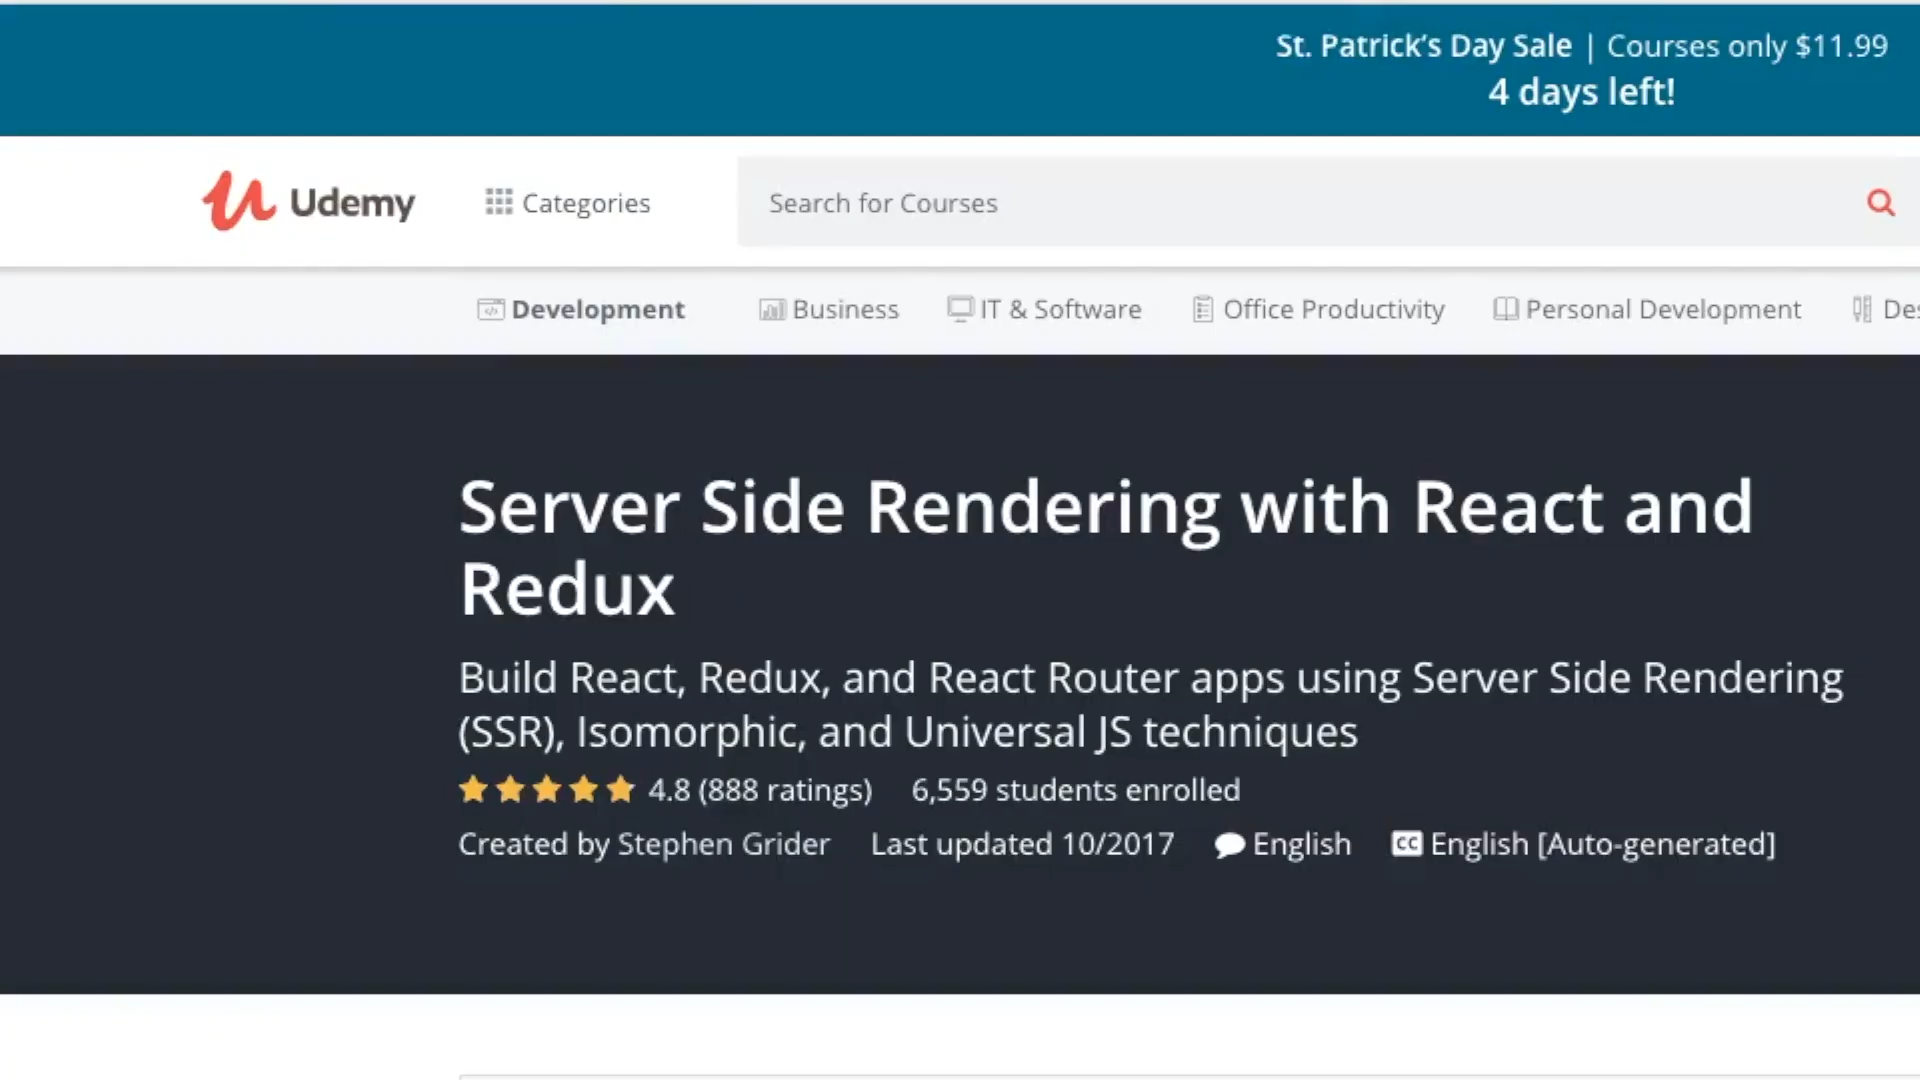 St. Patrick's Day Sale | Courses only $11.99
4 days left!
Udemy
Categories
Search for Courses
Development
Business
IT & Software
Office Productivity
Personal Development
Des
Server Side Rendering with React and
Redux
Build React, Redux, and React Router apps using Server Side Rendering
(SSR), Isomorphic, and Universal JS techniques
4.8 (888 ratings) 6,559 students enrolled
Created by Stephen Grider Last updated 10/2017 English CC English [Auto-generated]